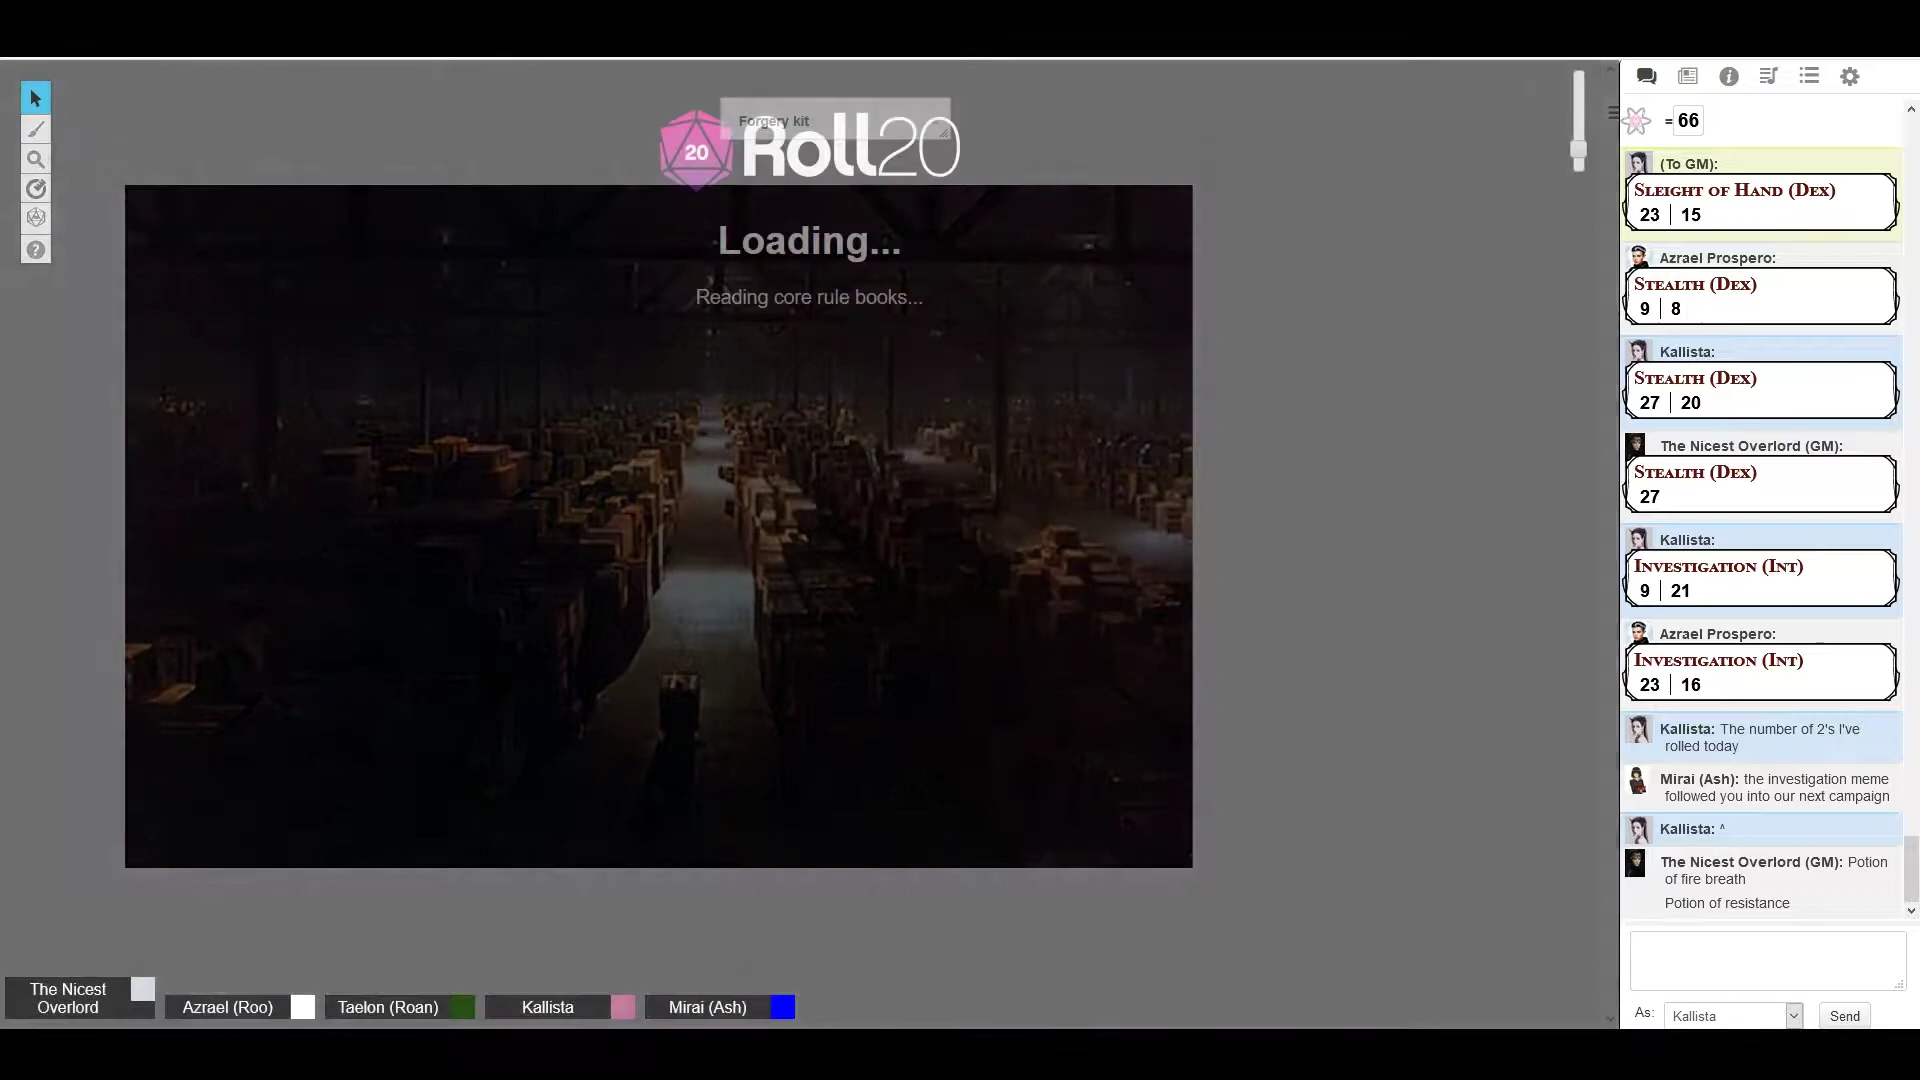 Forgery kit
20
Roll20
Loading...
Reading core rule books...
The Nicest
Overlord
Azrael (Roo)
Taelon (Roan)
Kallista
Mirai (Ash)
= 66
(To GM):
Sleight of Hand (Dex)
23 | 15
Azrael Prospero:
Stealth (Dex)
9 | 8
Kallista:
Stealth (Dex)
27 | 20
The Nicest Overlord (GM):
Stealth (Dex)
27
Kallista:
Investigation (Int)
9 | 21
Azrael Prospero:
Investigation (Int)
23 | 16
Kallista: The number of 2's I've
rolled today
Mirai (Ash): the investigation meme
followed you into our next campaign
Kallista: ^
The Nicest Overlord (GM): Potion
of fire breath
Potion of resistance
As: Kallista Send